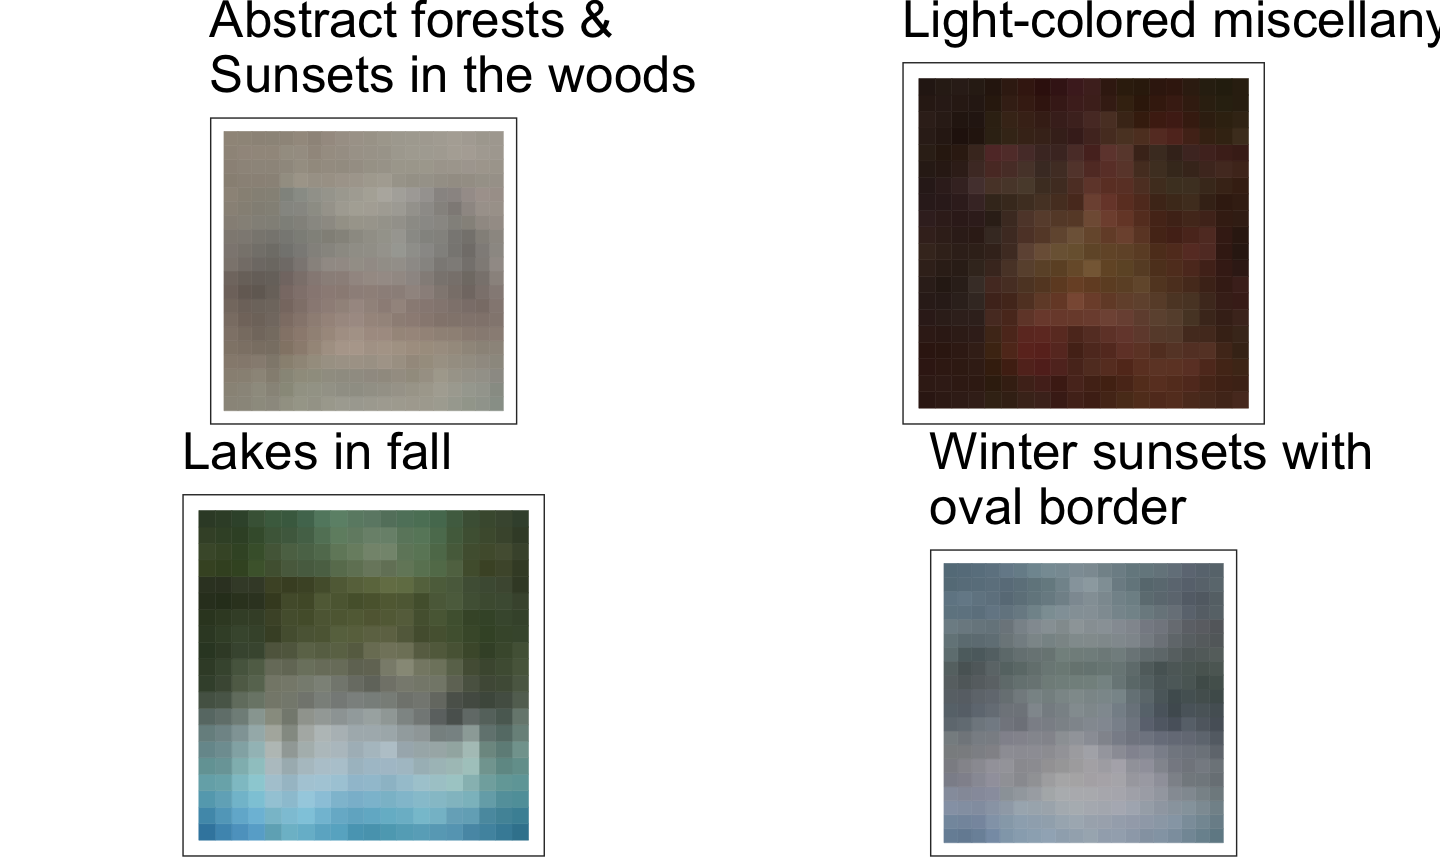 Abstract forests &
Sunsets in the woods
Light-colored miscellany
Lakes in fall
Winter sunsets with
oval border